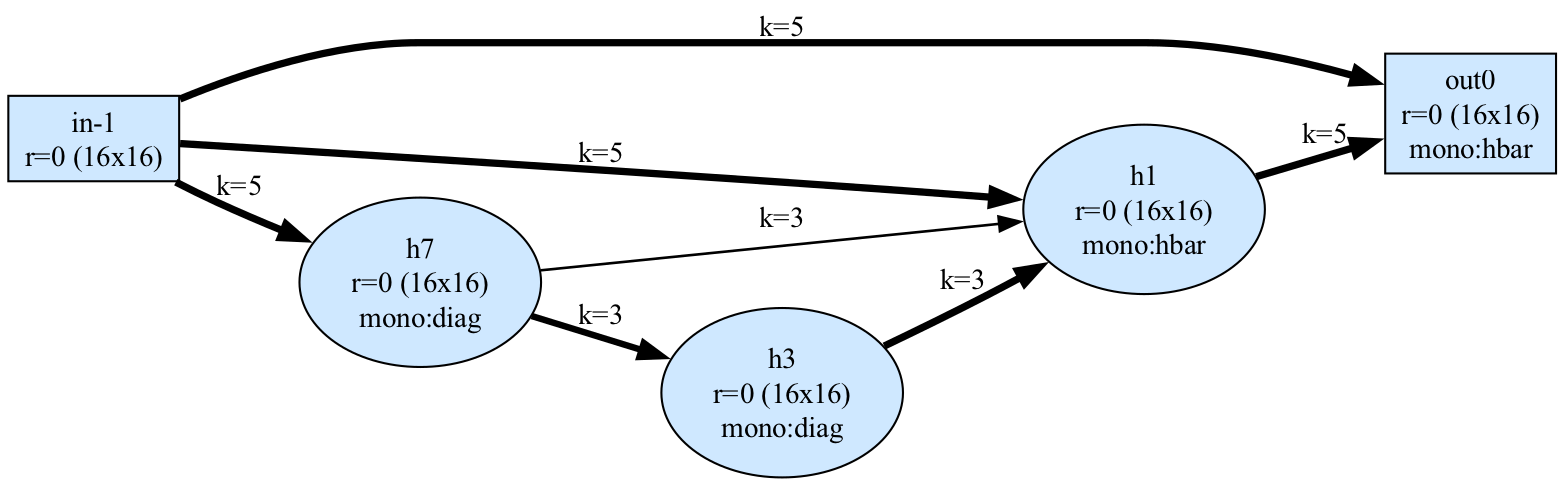 k=5
in-1
r=0 (16x16)
k=5
k=5
h7
r=0 (16x16)
mono:diag
k=3
k=3
h3
r=0 (16x16)
mono:diag
k=3
h1
r=0 (16x16)
mono:hbar
k=5
out0
r=0 (16x16)
mono:hbar